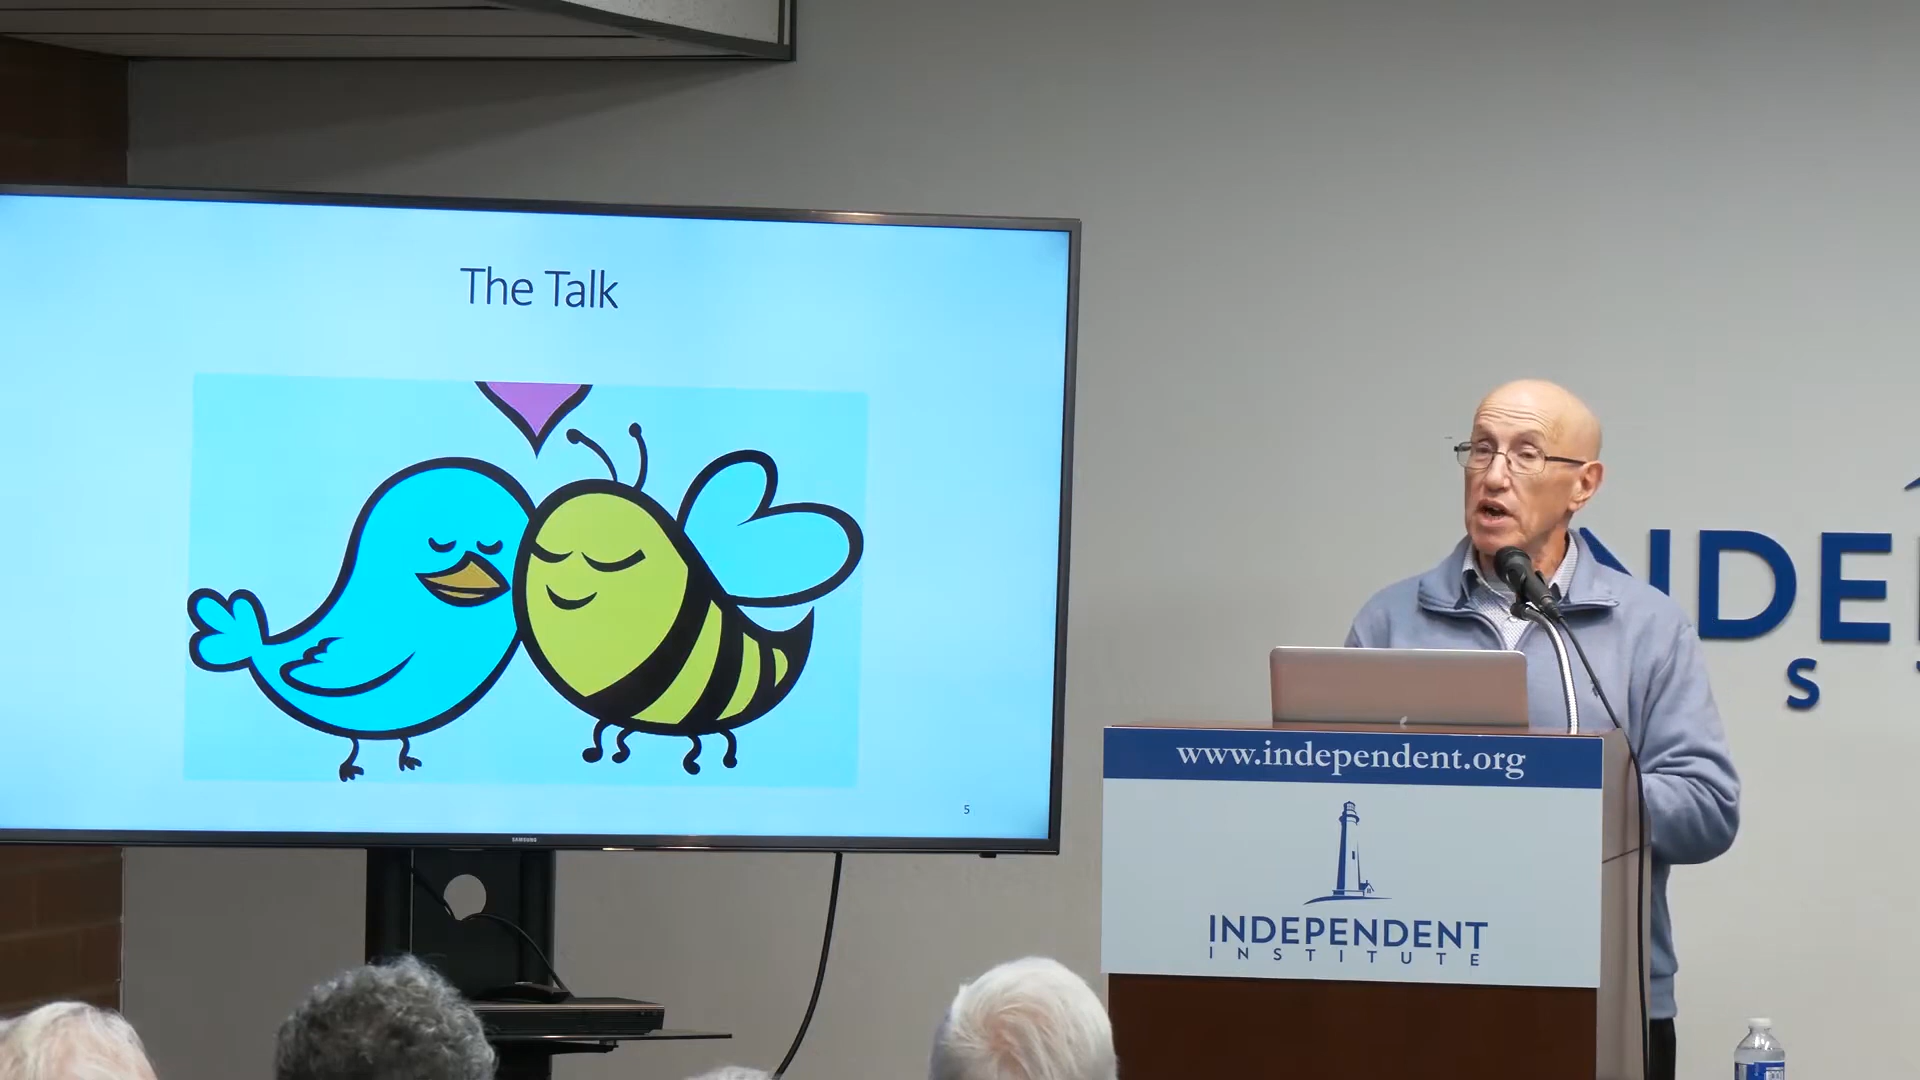 The Talk
5
SAMSUNG
NDE
S
www.independent.org
INDEPENDENT
INSTITUTE